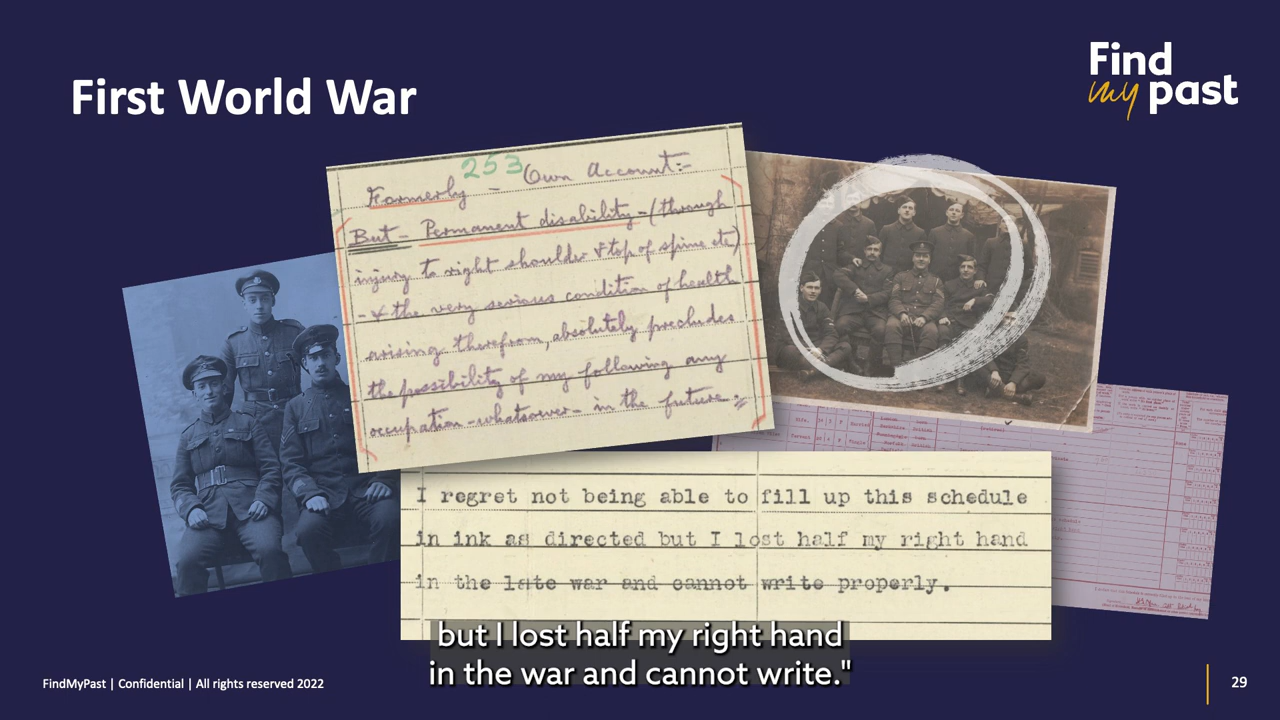 First World War
Find
my past
253
Formerly - Own Account:-
But - Permanent disability - (through
injury to right shoulder & top of spine etc)
- & the very serious condition of health
arising therefrom, absolutely precludes
the possibility of my following any
occupation - whatsoever - in the future.
I regret not being able to fill up this schedule
in ink as directed but I lost half my right hand
in the late war and cannot write properly.
but I lost half my right hand
in the war and cannot write."
FindMyPast | Confidential | All rights reserved 2022
29